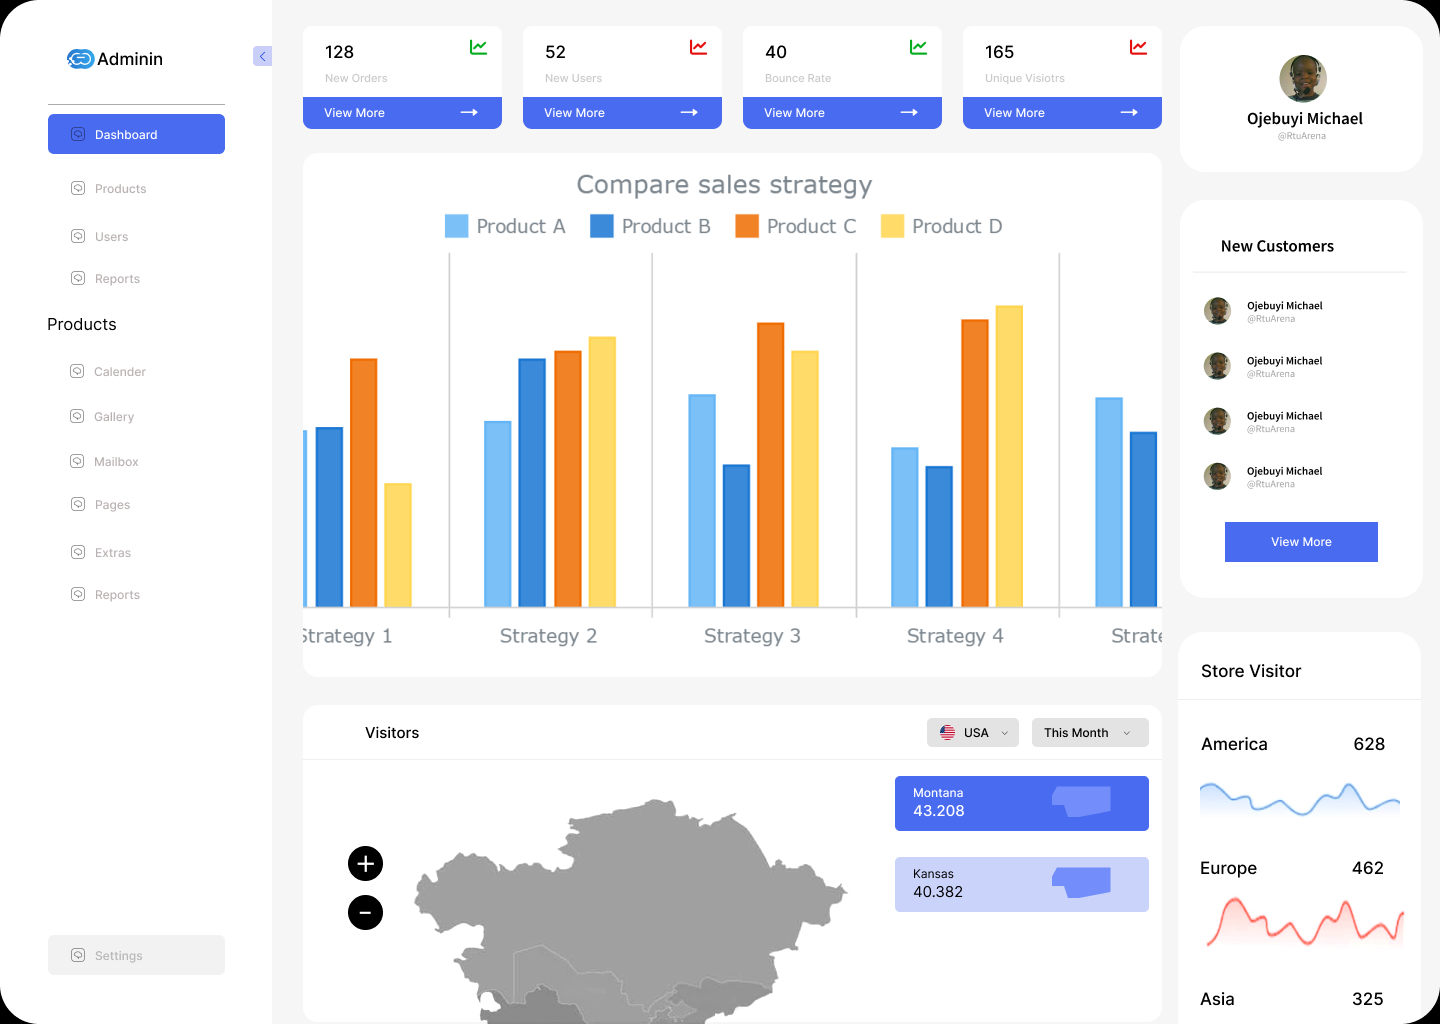 Adminin
Dashboard
Products
Users
Reports
Products
Calender
Gallery
Mailbox
Pages
Extras
Reports
Settings
128
New Orders
View More
52
New Users
View More
40
Bounce Rate
View More
165
Unique Visiotrs
View More
Compare sales strategy
Product A
Product B
Product C
Product D
Strategy 1
Strategy 2
Strategy 3
Strategy 4
Strate
Visitors
USA
This Month
Montana
43.208
Kansas
40.382
Ojebuyi Michael
@RtuArena
New Customers
Ojebuyi Michael
@RtuArena
Ojebuyi Michael
@RtuArena
Ojebuyi Michael
@RtuArena
Ojebuyi Michael
@RtuArena
View More
Store Visitor
America 628
Europe 462
Asia 325